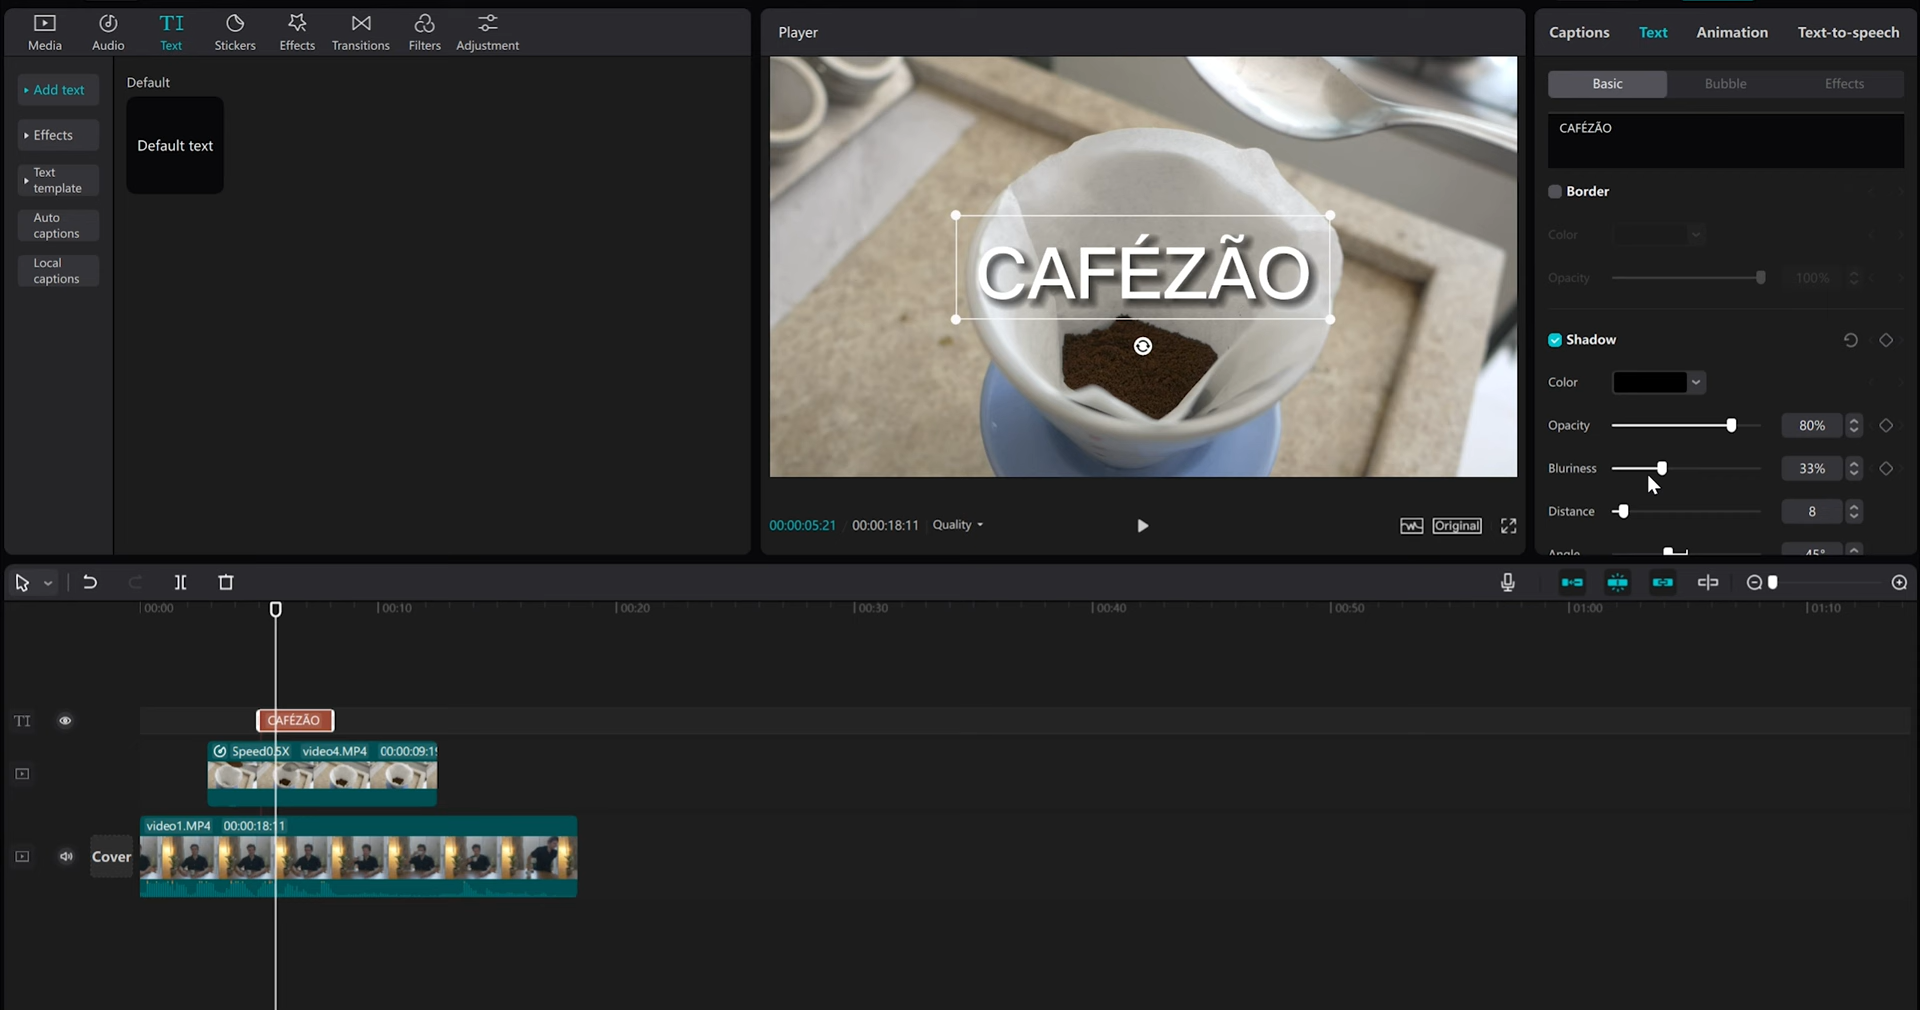 Media
Audio
TI
Text
Stickers
Effects
Transitions
Filters
Adjustment
Add text
Effects
Text
template
Auto
captions
Local
captions
Default
Default text
Player
CAFÉZÃO
00:00:05:21
00:00:18:11
Quality
Original
Captions
Text
Animation
Text-to-speech
Basic
Bubble
Effects
CAFÉZÃO
Border
Color
Opacity
100%
Shadow
Color
Opacity
80%
Bluriness
33%
Distance
8
Angle
45°
00:00
00:10
00:20
00:30
00:40
00:50
01:00
01:10
TI
CAFÉZÃO
Speed0.5X video4.MP4
Cover
video1.MP4 00:00:18:11